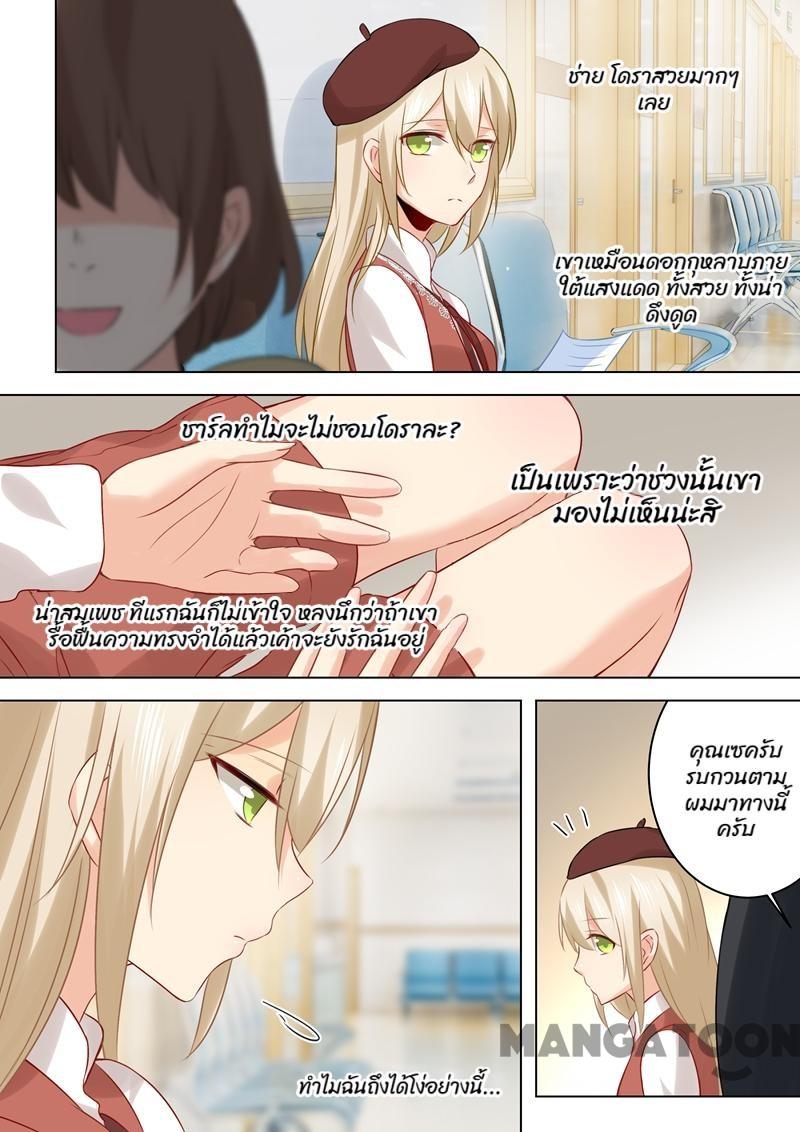 ช่าย โดราสวยมากๆ
เลย
เขาเหมือนดอกกุหลาบภาย
ใต้แสงแดด ทั้งสวย ทั้งน่า
ดึงดูด
ชาร์ลทำไมจะไม่ชอบโดราละ?
เป็นเพราะว่าช่วงนั้นเขา
มองไม่เห็นน่ะสิ
น่าสมเพช ทีแรกฉันก็ไม่เข้าใจ หลงนึกว่าถ้าเขา
รื้อฟื้นความทรงจำได้แล้วเค้าจะยังรักฉันอยู่
คุณเซครับ
รบกวนตาม
ผมมาทางนี้
ครับ
ทำไมฉันถึงได้โง่อย่างนี้...
MANGATOON